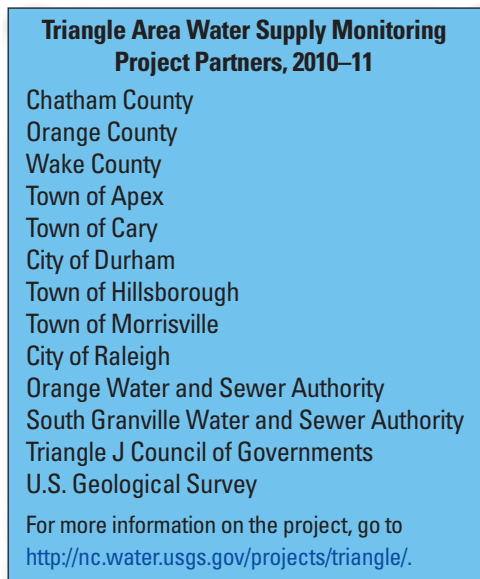 Triangle Area Water Supply Monitoring
Project Partners, 2010–11
Chatham County
Orange County
Wake County
Town of Apex
Town of Cary
City of Durham
Town of Hillsborough
Town of Morrisville
City of Raleigh
Orange Water and Sewer Authority
South Granville Water and Sewer Authority
Triangle J Council of Governments
U.S. Geological Survey
For more information on the project, go to
http://nc.water.usgs.gov/projects/triangle/.